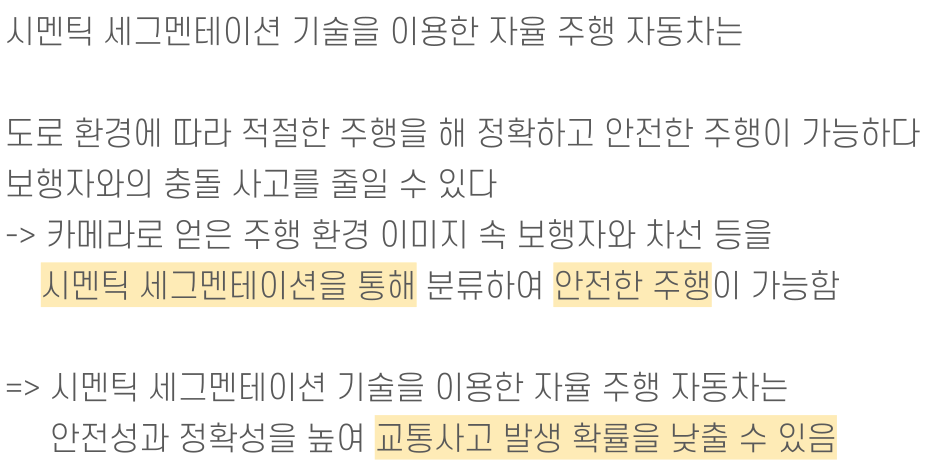 시멘틱 세그멘테이션 기술을 이용한 자율 주행 자동차는
도로 환경에 따라 적절한 주행을 해 정확하고 안전한 주행이 가능하다
보행자와의 충돌 사고를 줄일 수 있다
-> 카메라로 얻은 주행 환경 이미지 속 보행자와 차선 등을
시멘틱 세그멘테이션을 통해 분류하여 안전한 주행이 가능함
=> 시멘틱 세그멘테이션 기술을 이용한 자율 주행 자동차는
안전성과 정확성을 높여 교통사고 발생 확률을 낮출 수 있음